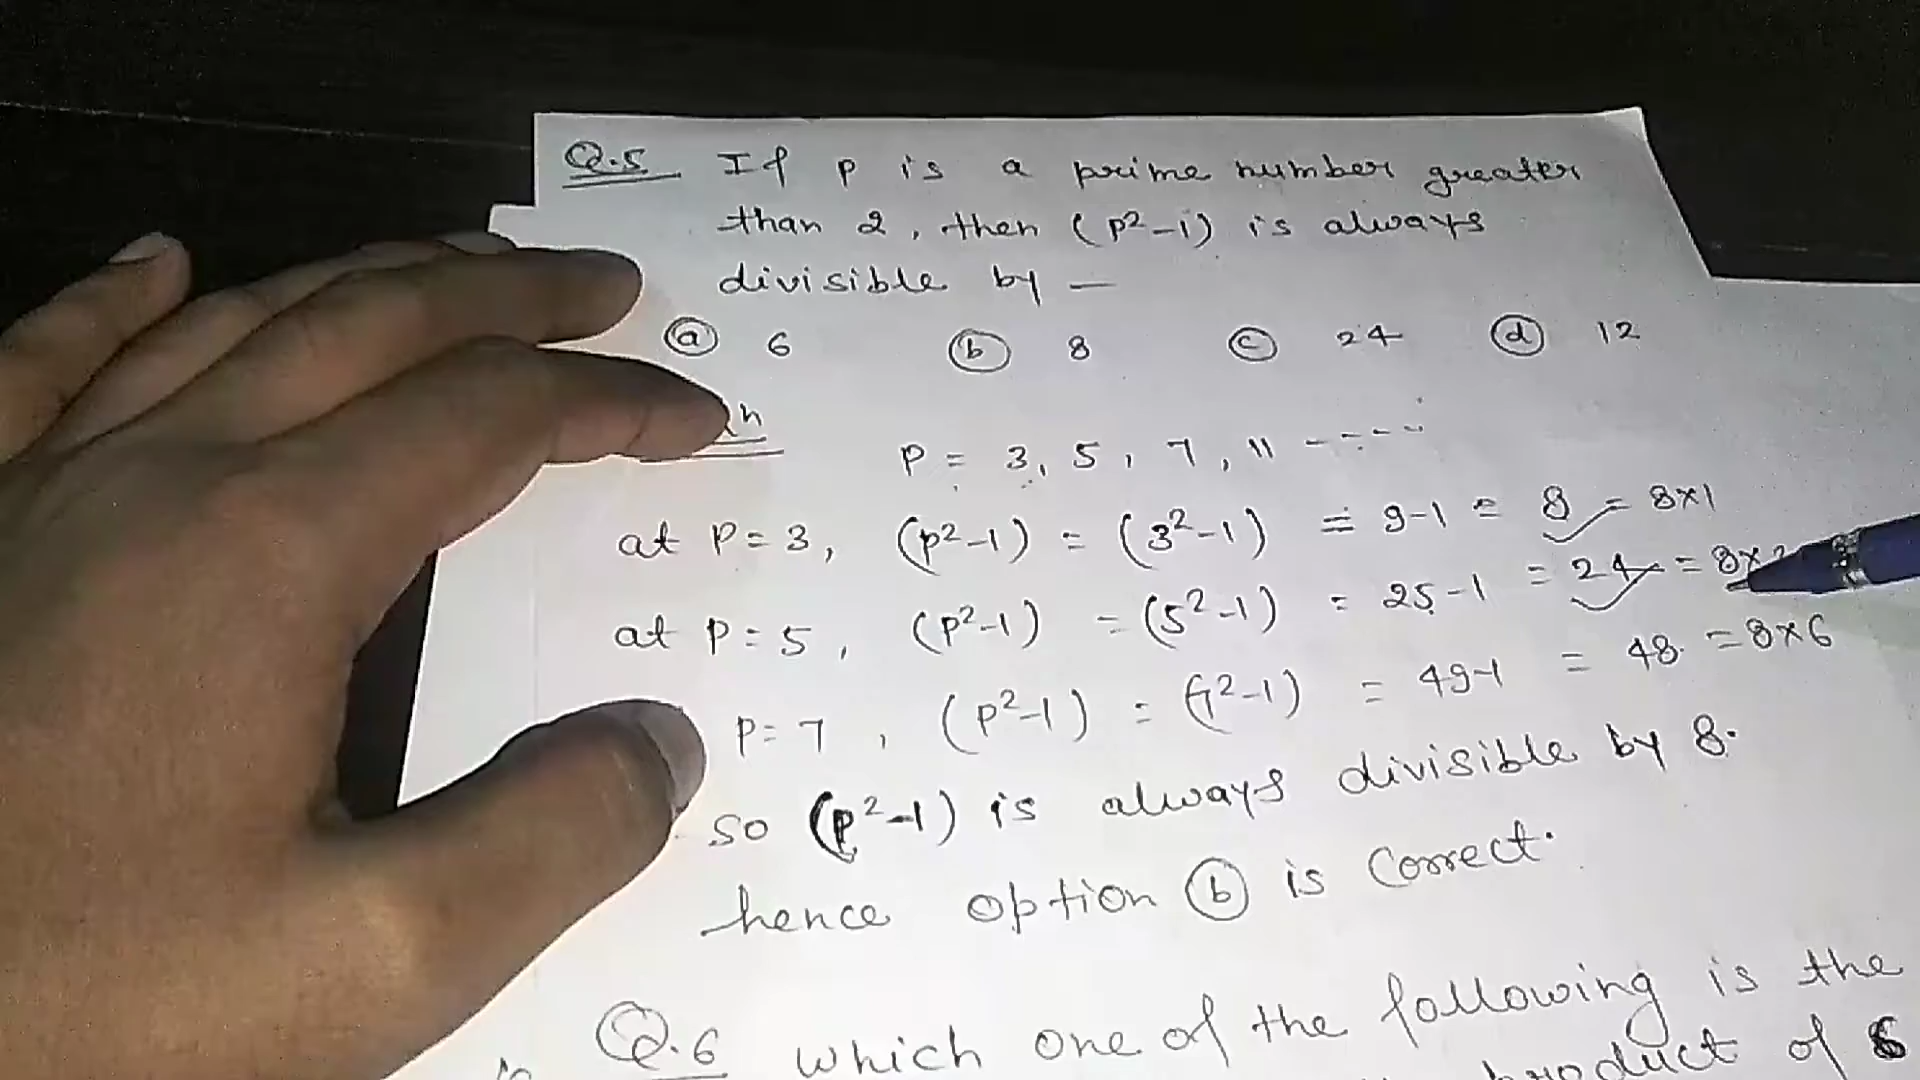 Q.5 If P is a prime number greater
than 2, then (p²-1) is always
divisible by —
(a) 6 (b) 8 (c) 24 (d) 12
P = 3, 5, 7, 11 -----
at P=3, (p²-1) = (3²-1) = 9-1 = 8 = 8×1
at P=5, (P²-1) = (5²-1) = 25-1 = 24 = 8×
P=7, (P²-1) = (7²-1) = 49-1 = 48 = 8×6
so (p²-1) is always divisible by 8.
hence option (b) is Correct.
Q.6 which one of the following is the
product of